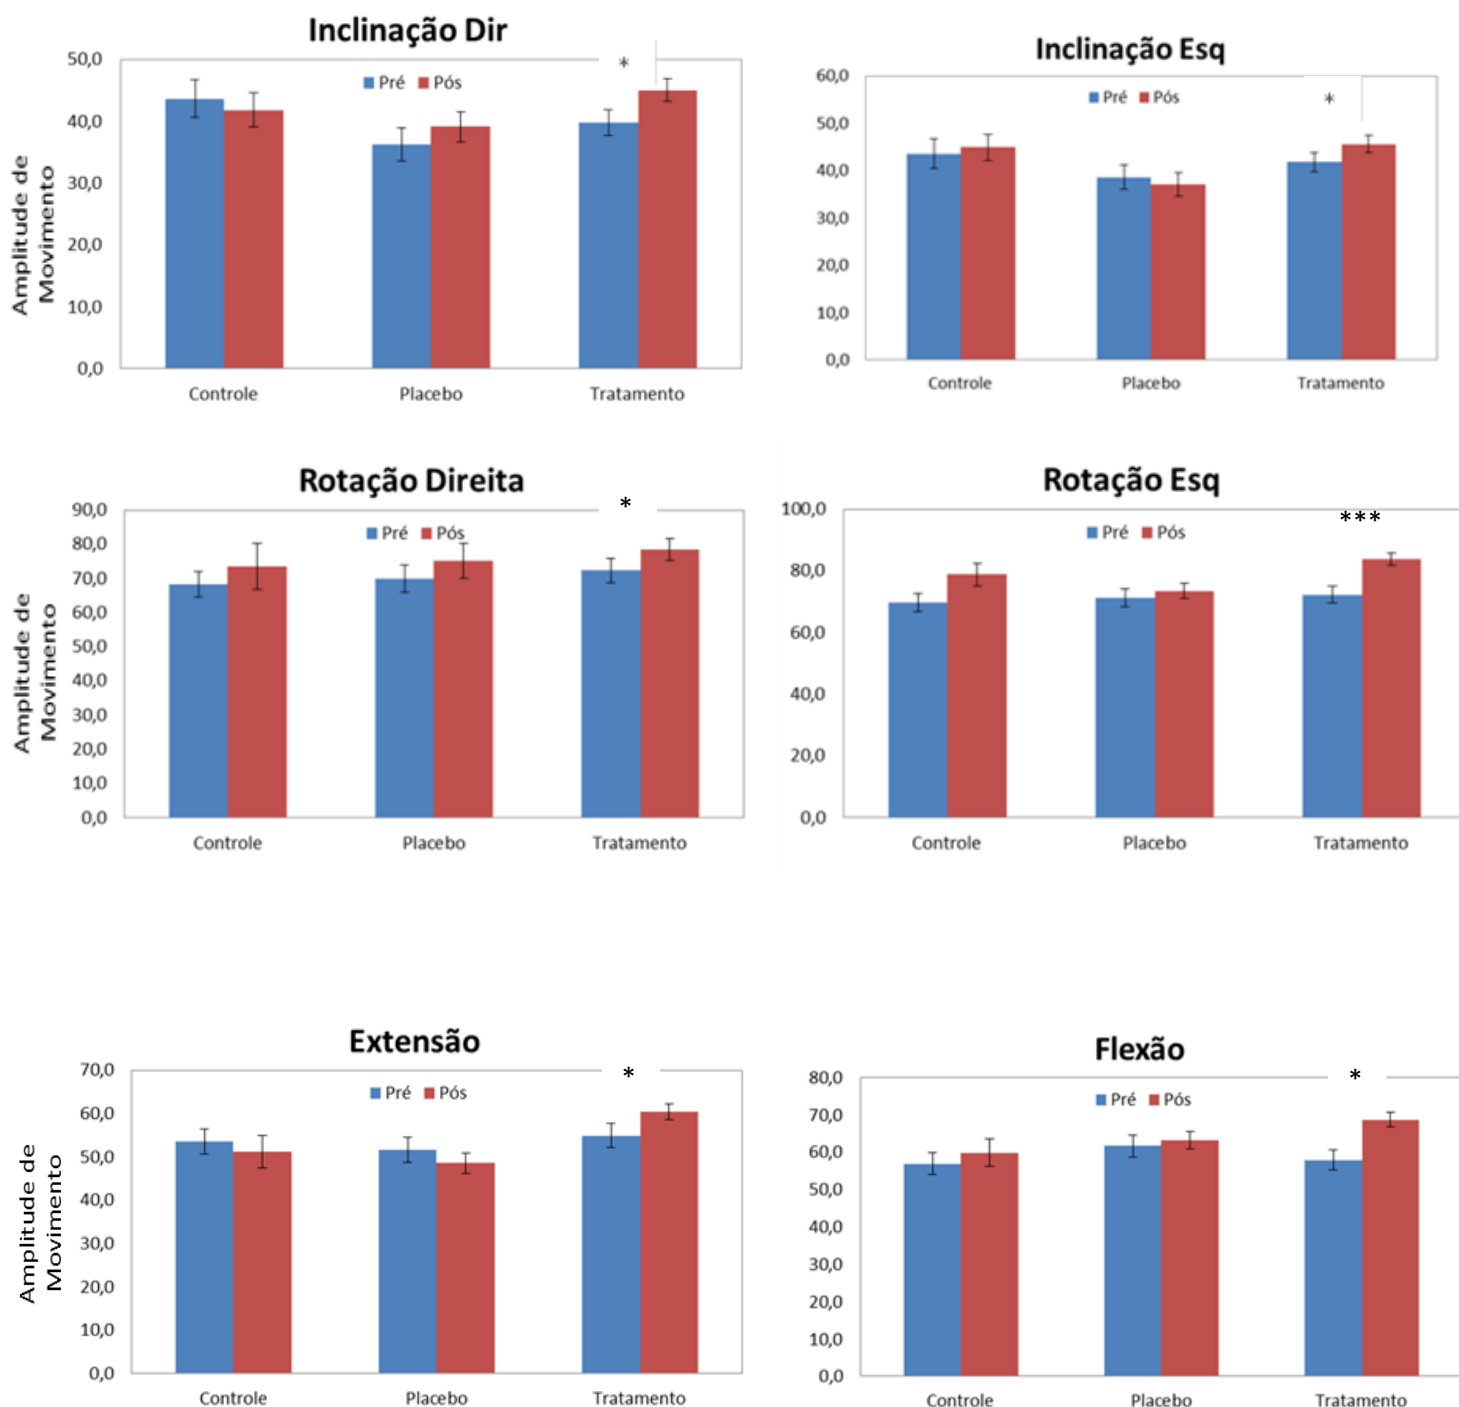 Inclinação Dir
50,0
40,0
30,0
20,0
10,0
0,0
Amplitude de
Movimento
Pré Pós
*
Controle Placebo Tratamento
Inclinação Esq
60,0
50,0
40,0
30,0
20,0
10,0
0,0
Pré Pós
*
Controle Placebo Tratamento
Rotação Direita
90,0
80,0
70,0
60,0
50,0
40,0
30,0
20,0
10,0
0,0
Amplitude de
Movimento
Pré Pós
*
Controle Placebo Tratamento
Rotação Esq
100,0
80,0
60,0
40,0
20,0
0,0
Pré Pós
***
Controle Placebo Tratamento
Extensão
70,0
60,0
50,0
40,0
30,0
20,0
10,0
0,0
Amplitude de
Movimento
Pré Pós
*
Controle Placebo Tratamento
Flexão
80,0
70,0
60,0
50,0
40,0
30,0
20,0
10,0
0,0
Pré Pós
*
Controle Placebo Tratamento